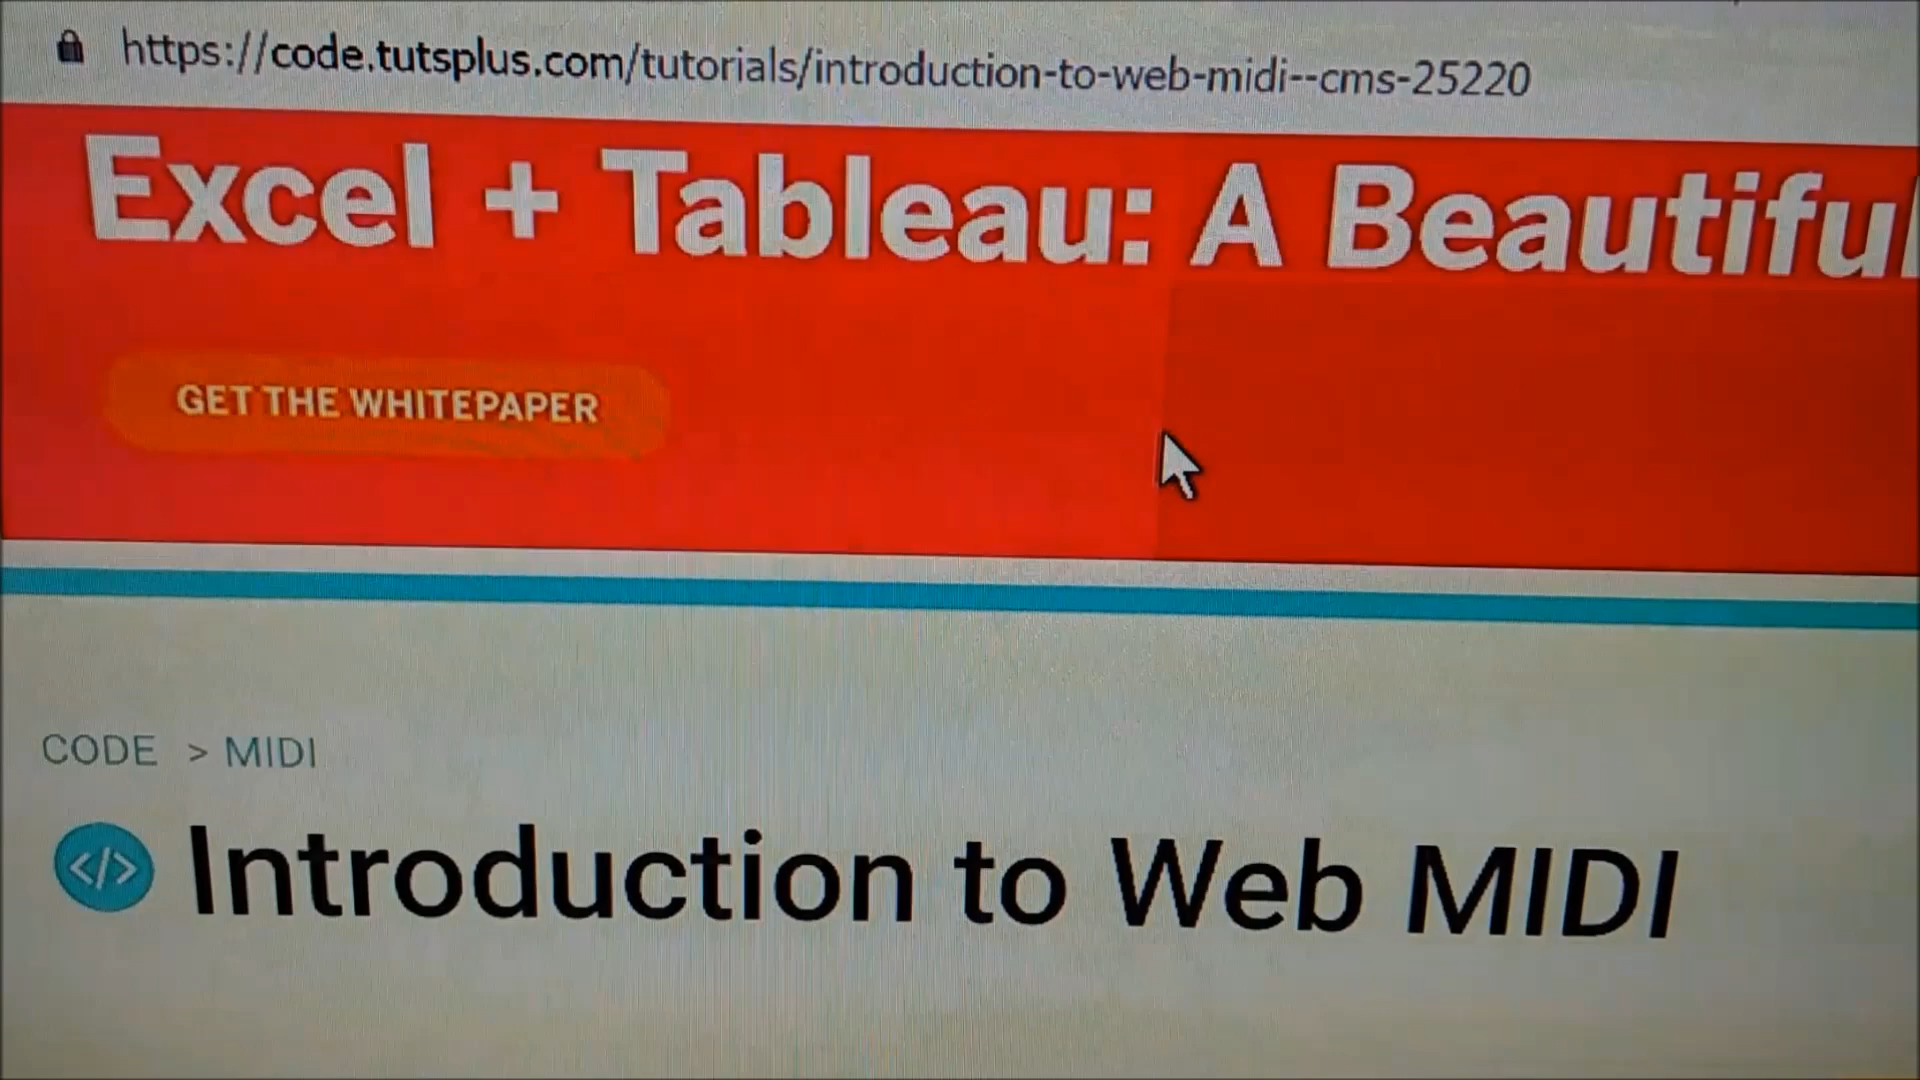 https://code.tutsplus.com/tutorials/introduction-to-web-midi--cms-25220
Excel + Tableau: A Beautiful
GET THE WHITEPAPER
CODE > MIDI
</> Introduction to Web MIDI